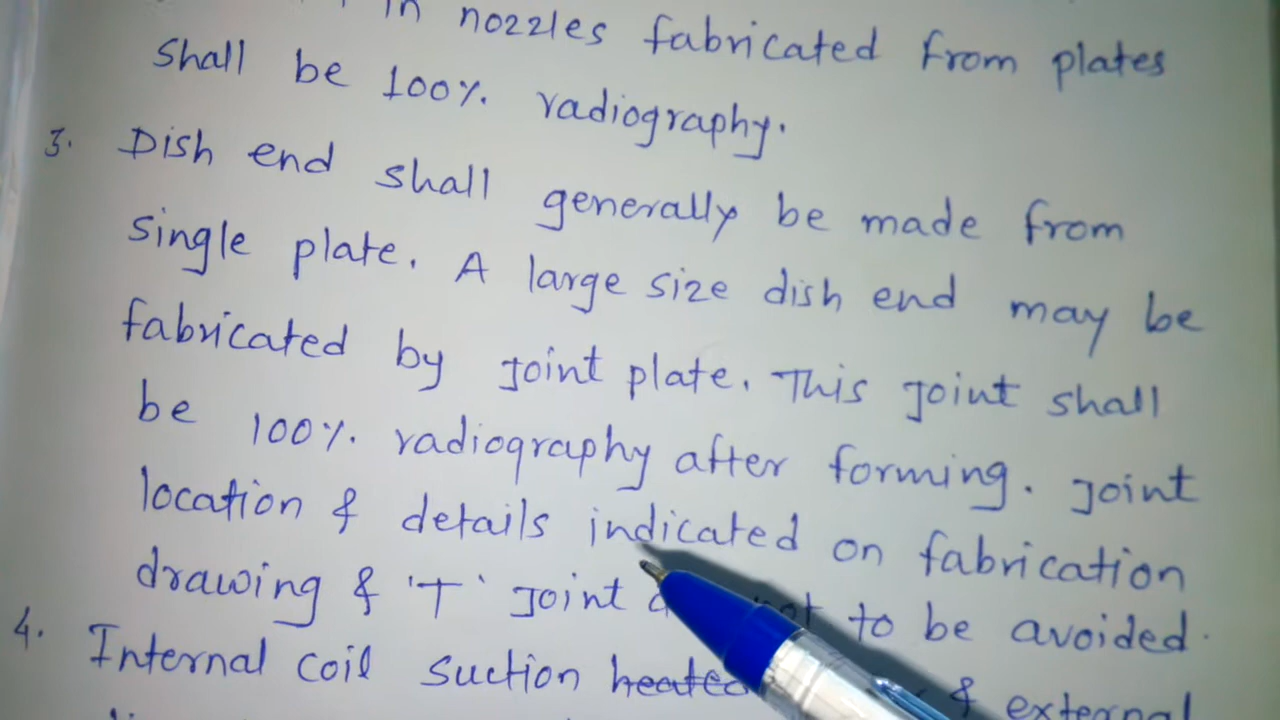 in nozzles fabricated from plates
Shall be 100%. radiography.
3. Dish end shall generally be made from
single plate. A large size dish end may be
fabricated by joint plate. This joint shall
be 100%. radiography after forming. joint
location & details indicated on fabrication
drawing & 'T' joint to be avoided.
4. Internal coil suction heated & external